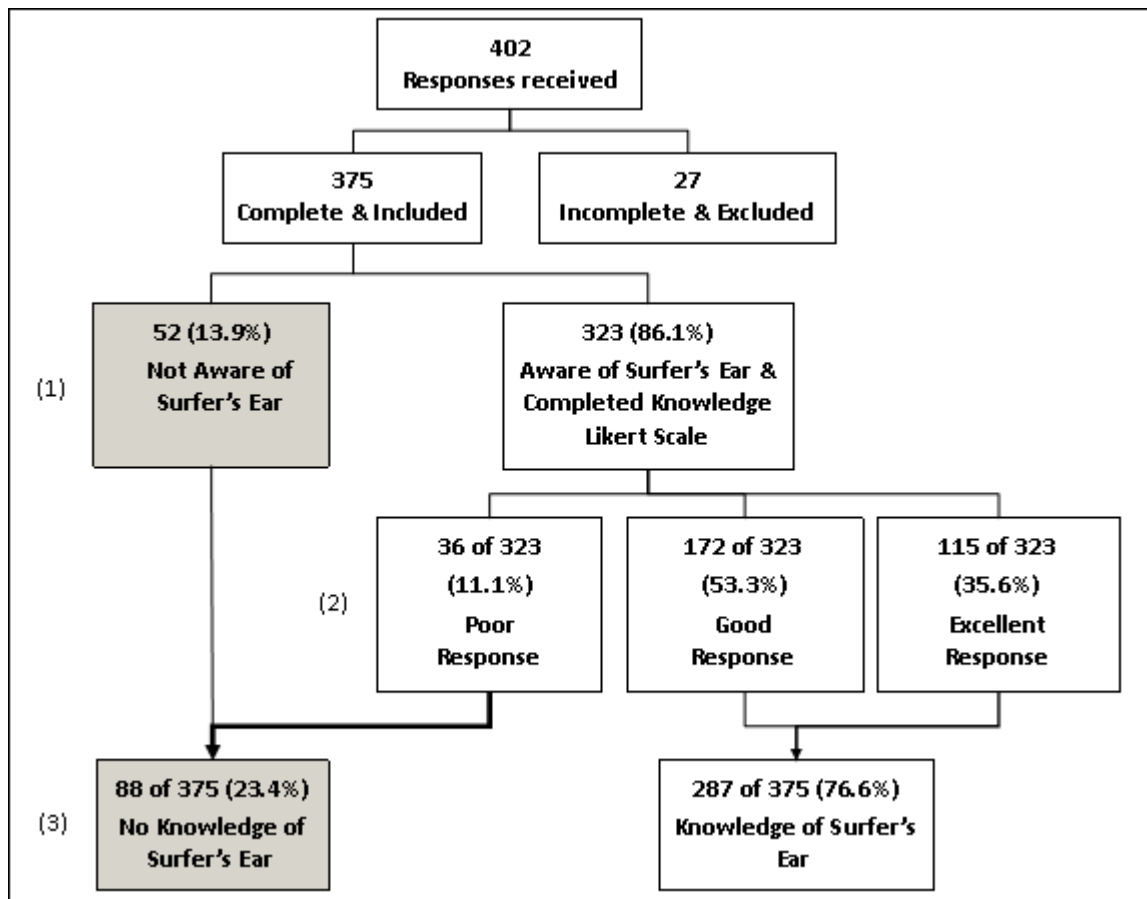 402
Responses received
375
Complete & Included
27
Incomplete & Excluded
(1)
52 (13.9%)
Not Aware of
Surfer's Ear
323 (86.1%)
Aware of Surfer's Ear &
Completed Knowledge
Likert Scale
(2)
36 of 323
(11.1%)
Poor
Response
172 of 323
(53.3%)
Good
Response
115 of 323
(35.6%)
Excellent
Response
(3)
88 of 375 (23.4%)
No Knowledge of
Surfer's Ear
287 of 375 (76.6%)
Knowledge of Surfer's
Ear